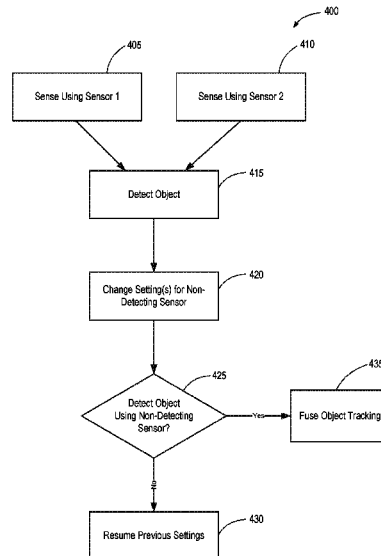 400
405
410
Sense Using Sensor 1
Sense Using Sensor 2
415
Detect Object
420
Change Setting(s) for Non-
Detecting Sensor
425
435
Detect Object
Using Non-Detecting
Sensor?
Yes
Fuse Object Tracking
No
430
Resume Previous Settings